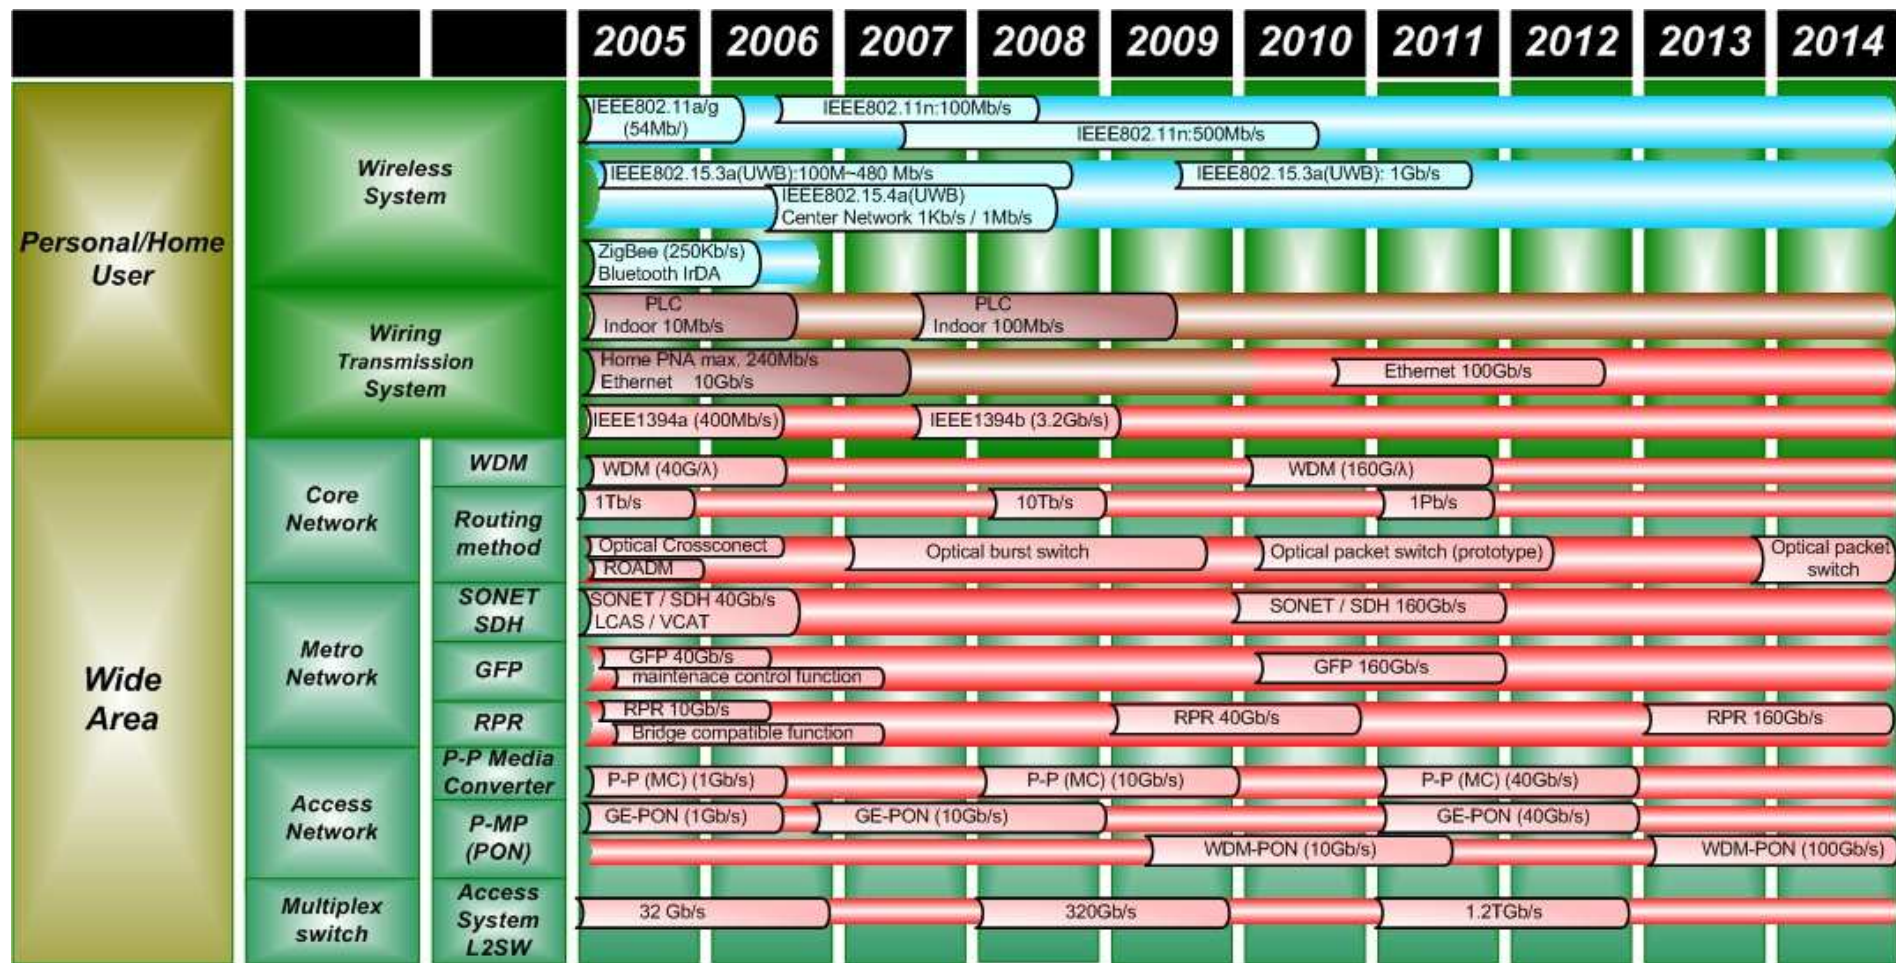 2005 2006 2007 2008 2009 2010 2011 2012 2013 2014
Personal/Home
User
Wireless
System
IEEE802.11a/g
(54Mb/)
IEEE802.11n:100Mb/s
IEEE802.11n:500Mb/s
IEEE802.15.3a(UWB):100M~480 Mb/s
IEEE802.15.3a(UWB): 1Gb/s
IEEE802.15.4a(UWB)
Center Network 1Kb/s / 1Mb/s
ZigBee (250Kb/s)
Bluetooth IrDA
Wiring
Transmission
System
PLC
Indoor 10Mb/s
PLC
Indoor 100Mb/s
Home PNA max. 240Mb/s
Ethernet 10Gb/s
Ethernet 100Gb/s
IEEE1394a (400Mb/s)
IEEE1394b (3.2Gb/s)
Wide
Area
Core
Network
WDM
WDM (40G/λ)
WDM (160G/λ)
Routing
method
1Tb/s
10Tb/s
1Pb/s
Optical Crossconect
ROADM
Optical burst switch
Optical packet switch (prototype)
Optical packet
switch
Metro
Network
SONET
SDH
SONET / SDH 40Gb/s
LCAS / VCAT
SONET / SDH 160Gb/s
GFP
GFP 40Gb/s
maintenace control function
GFP 160Gb/s
RPR
RPR 10Gb/s
Bridge compatible function
RPR 40Gb/s
RPR 160Gb/s
Access
Network
P-P Media
Converter
P-P (MC) (1Gb/s)
P-P (MC) (10Gb/s)
P-P (MC) (40Gb/s)
P-MP
(PON)
GE-PON (1Gb/s)
GE-PON (10Gb/s)
GE-PON (40Gb/s)
WDM-PON (10Gb/s)
WDM-PON (100Gb/s)
Multiplex
switch
Access
System
L2SW
32 Gb/s
320Gb/s
1.2TGb/s